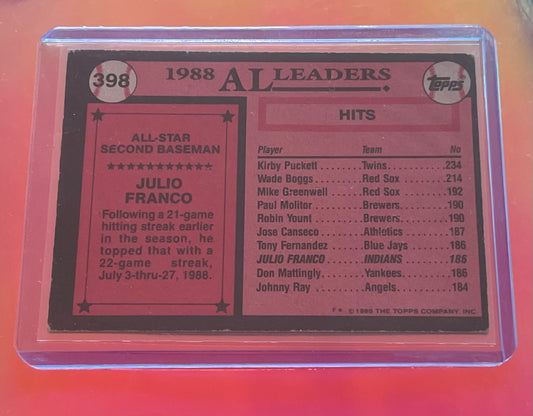 398
1988 AL LEADERS
Topps
HITS
ALL-STAR
SECOND BASEMAN
JULIO
FRANCO
Following a 21-game
hitting streak earlier
in the season, he
topped that with a
22-game streak,
July 3-thru-27, 1988.
Player Team No
Kirby Puckett........Twins..........234
Wade Boggs........Red Sox........214
Mike Greenwell....Red Sox........192
Paul Molitor........Brewers........190
Robin Yount........Brewers........190
Jose Canseco......Athletics........187
Tony Fernandez....Blue Jays......186
JULIO FRANCO......INDIANS........186
Don Mattingly......Yankees........186
Johnny Ray........Angels..........184
F* © 1989 THE TOPPS COMPANY, INC.